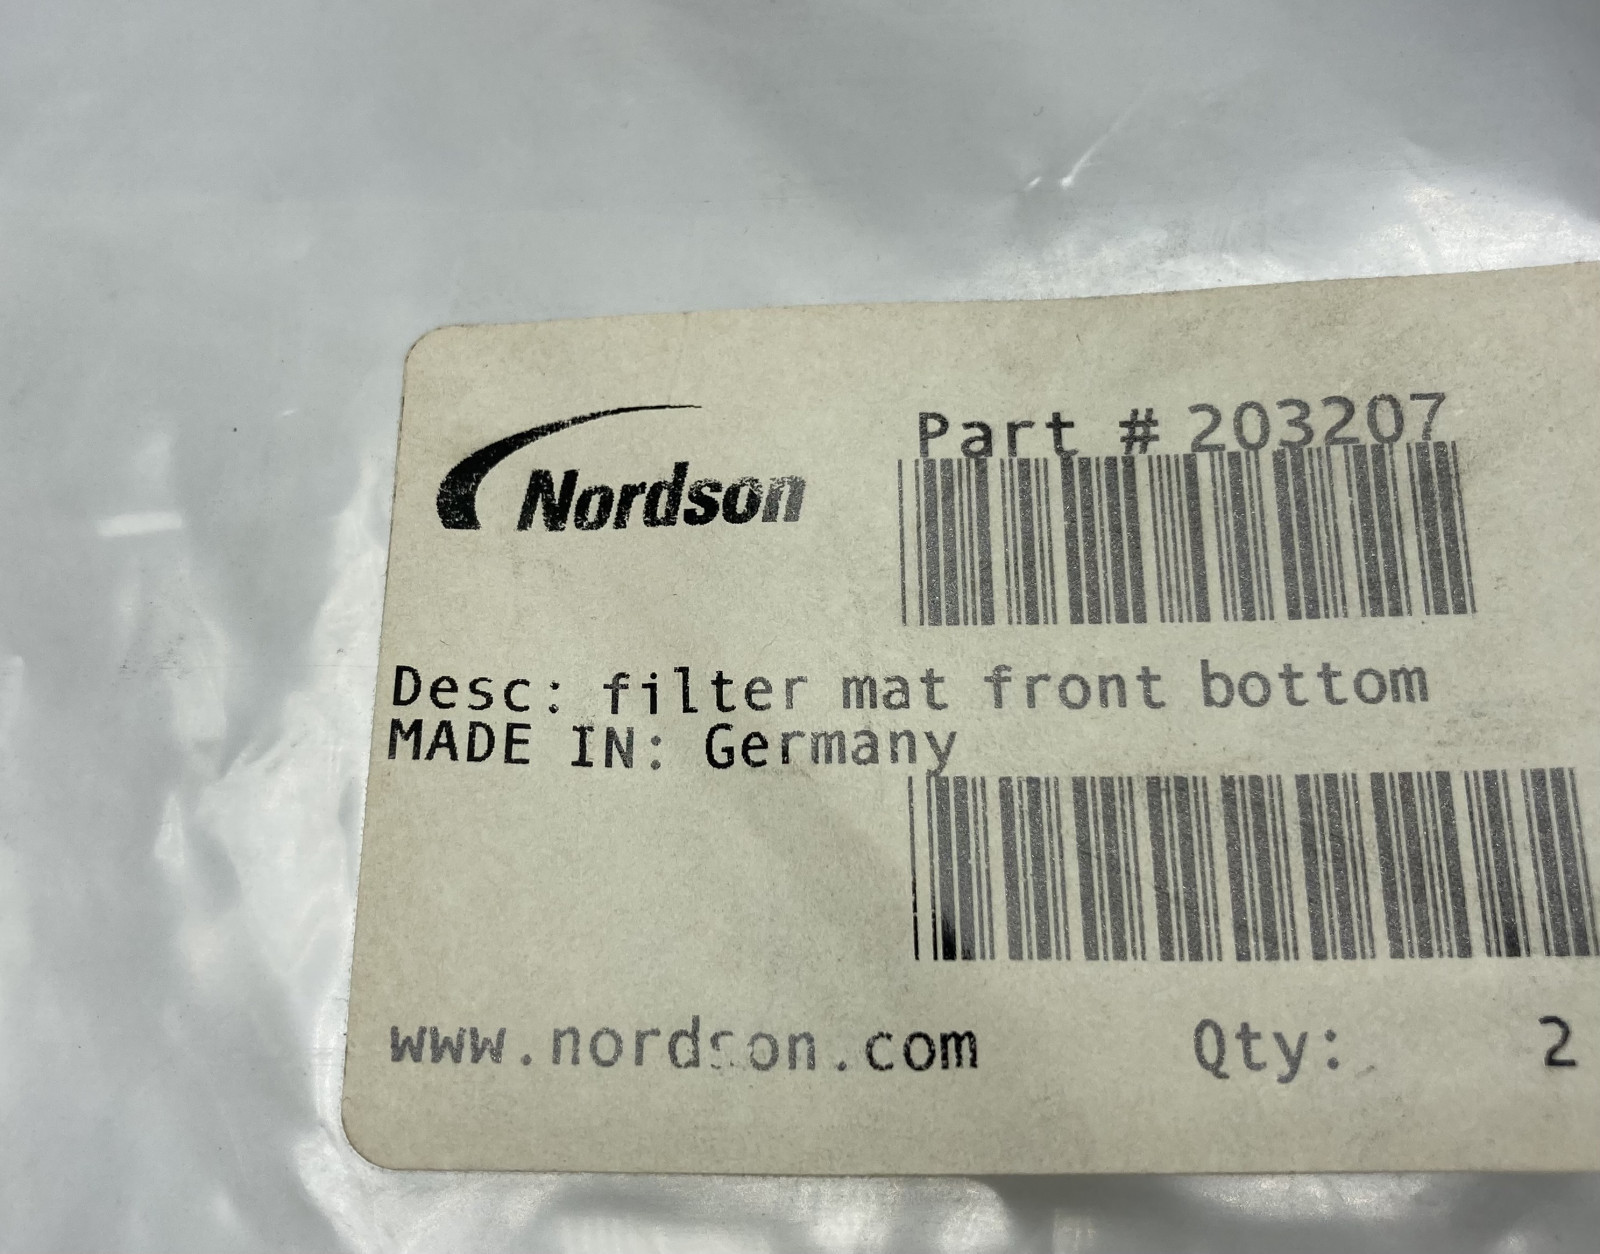 Nordson
Part # 203207
Desc: filter mat front bottom
MADE IN: Germany
www.nordson.com
Qty: 2